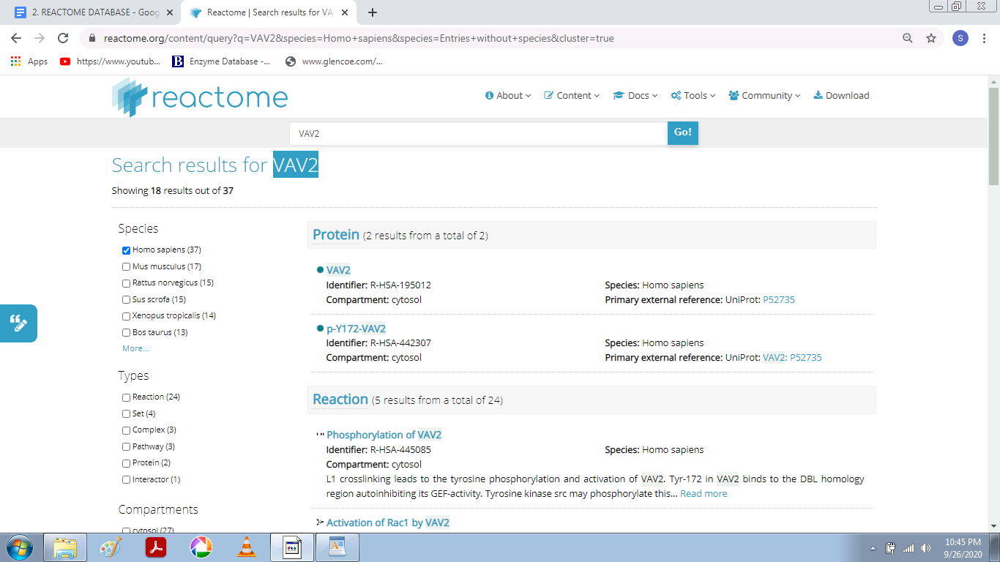 2. REACTOME DATABASE - Goog
Reactome | Search results for VAV
reactome.org/content/query?q=VAV2&species=Homo+sapiens&species=Entries+without+species&cluster=true
S
Apps
https://www.youtub...
B
Enzyme Database -...
www.glencoe.com/...
reactome
About
Content
Docs
Tools
Community
Download
VAV2
Go!
Search results for VAV2
Showing 18 results out of 37
Species
Homo sapiens (37)
Mus musculus (17)
Rattus norvegicus (15)
Sus scrofa (15)
Xenopus tropicalis (14)
Bos taurus (13)
More...
Types
Reaction (24)
Set (4)
Complex (3)
Pathway (3)
Protein (2)
Interactor (1)
Compartments
cytosol (27)
Protein (2 results from a total of 2)
VAV2
Identifier: R-HSA-195012
Species: Homo sapiens
Compartment: cytosol
Primary external reference: UniProt: P52735
p-Y172-VAV2
Identifier: R-HSA-442307
Species: Homo sapiens
Compartment: cytosol
Primary external reference: UniProt: VAV2: P52735
Reaction (5 results from a total of 24)
Phosphorylation of VAV2
Identifier: R-HSA-445085
Species: Homo sapiens
Compartment: cytosol
L1 crosslinking leads to the tyrosine phosphorylation and activation of VAV2. Tyr-172 in VAV2 binds to the DBL homology
region autoinhibiting its GEF-activity. Tyrosine kinase src may phosphorylate this... Read more
Activation of Rac1 by VAV2
10:45 PM
9/26/2020